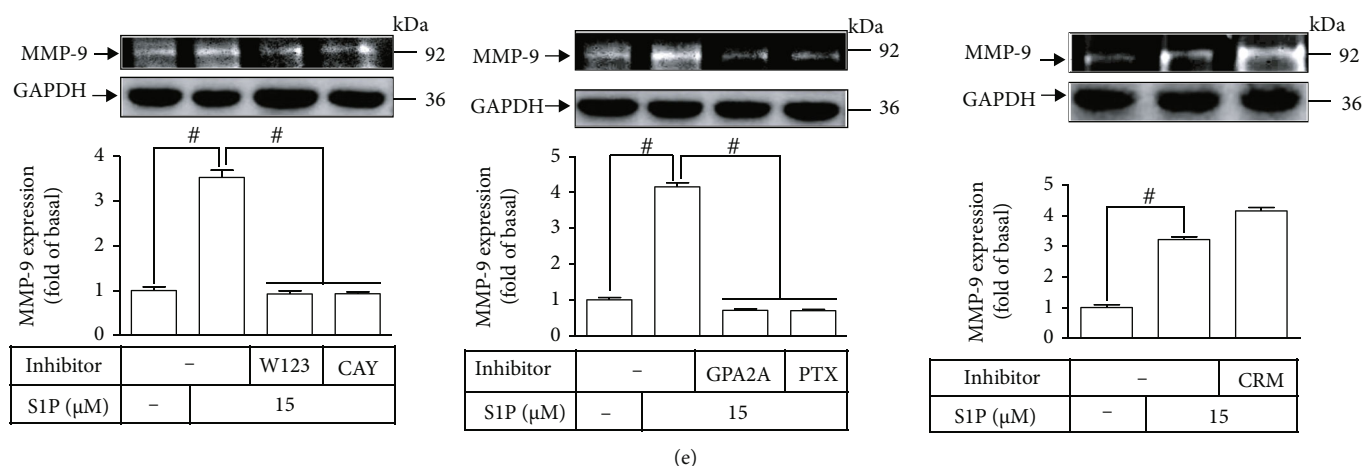 kDa
MMP-9 92
GAPDH 36
# #
4
3
2
1
0
MMP-9 expression
(fold of basal)
Inhibitor – W123 CAY
S1P (μM) – 15
kDa
MMP-9 92
GAPDH 36
# #
5
4
3
2
1
0
MMP-9 expression
(fold of basal)
Inhibitor – GPA2A PTX
S1P (μM) – 15
kDa
MMP-9 92
GAPDH 36
#
5
4
3
2
1
0
MMP-9 expression
(fold of basal)
Inhibitor – CRM
S1P (μM) – 15
(e)